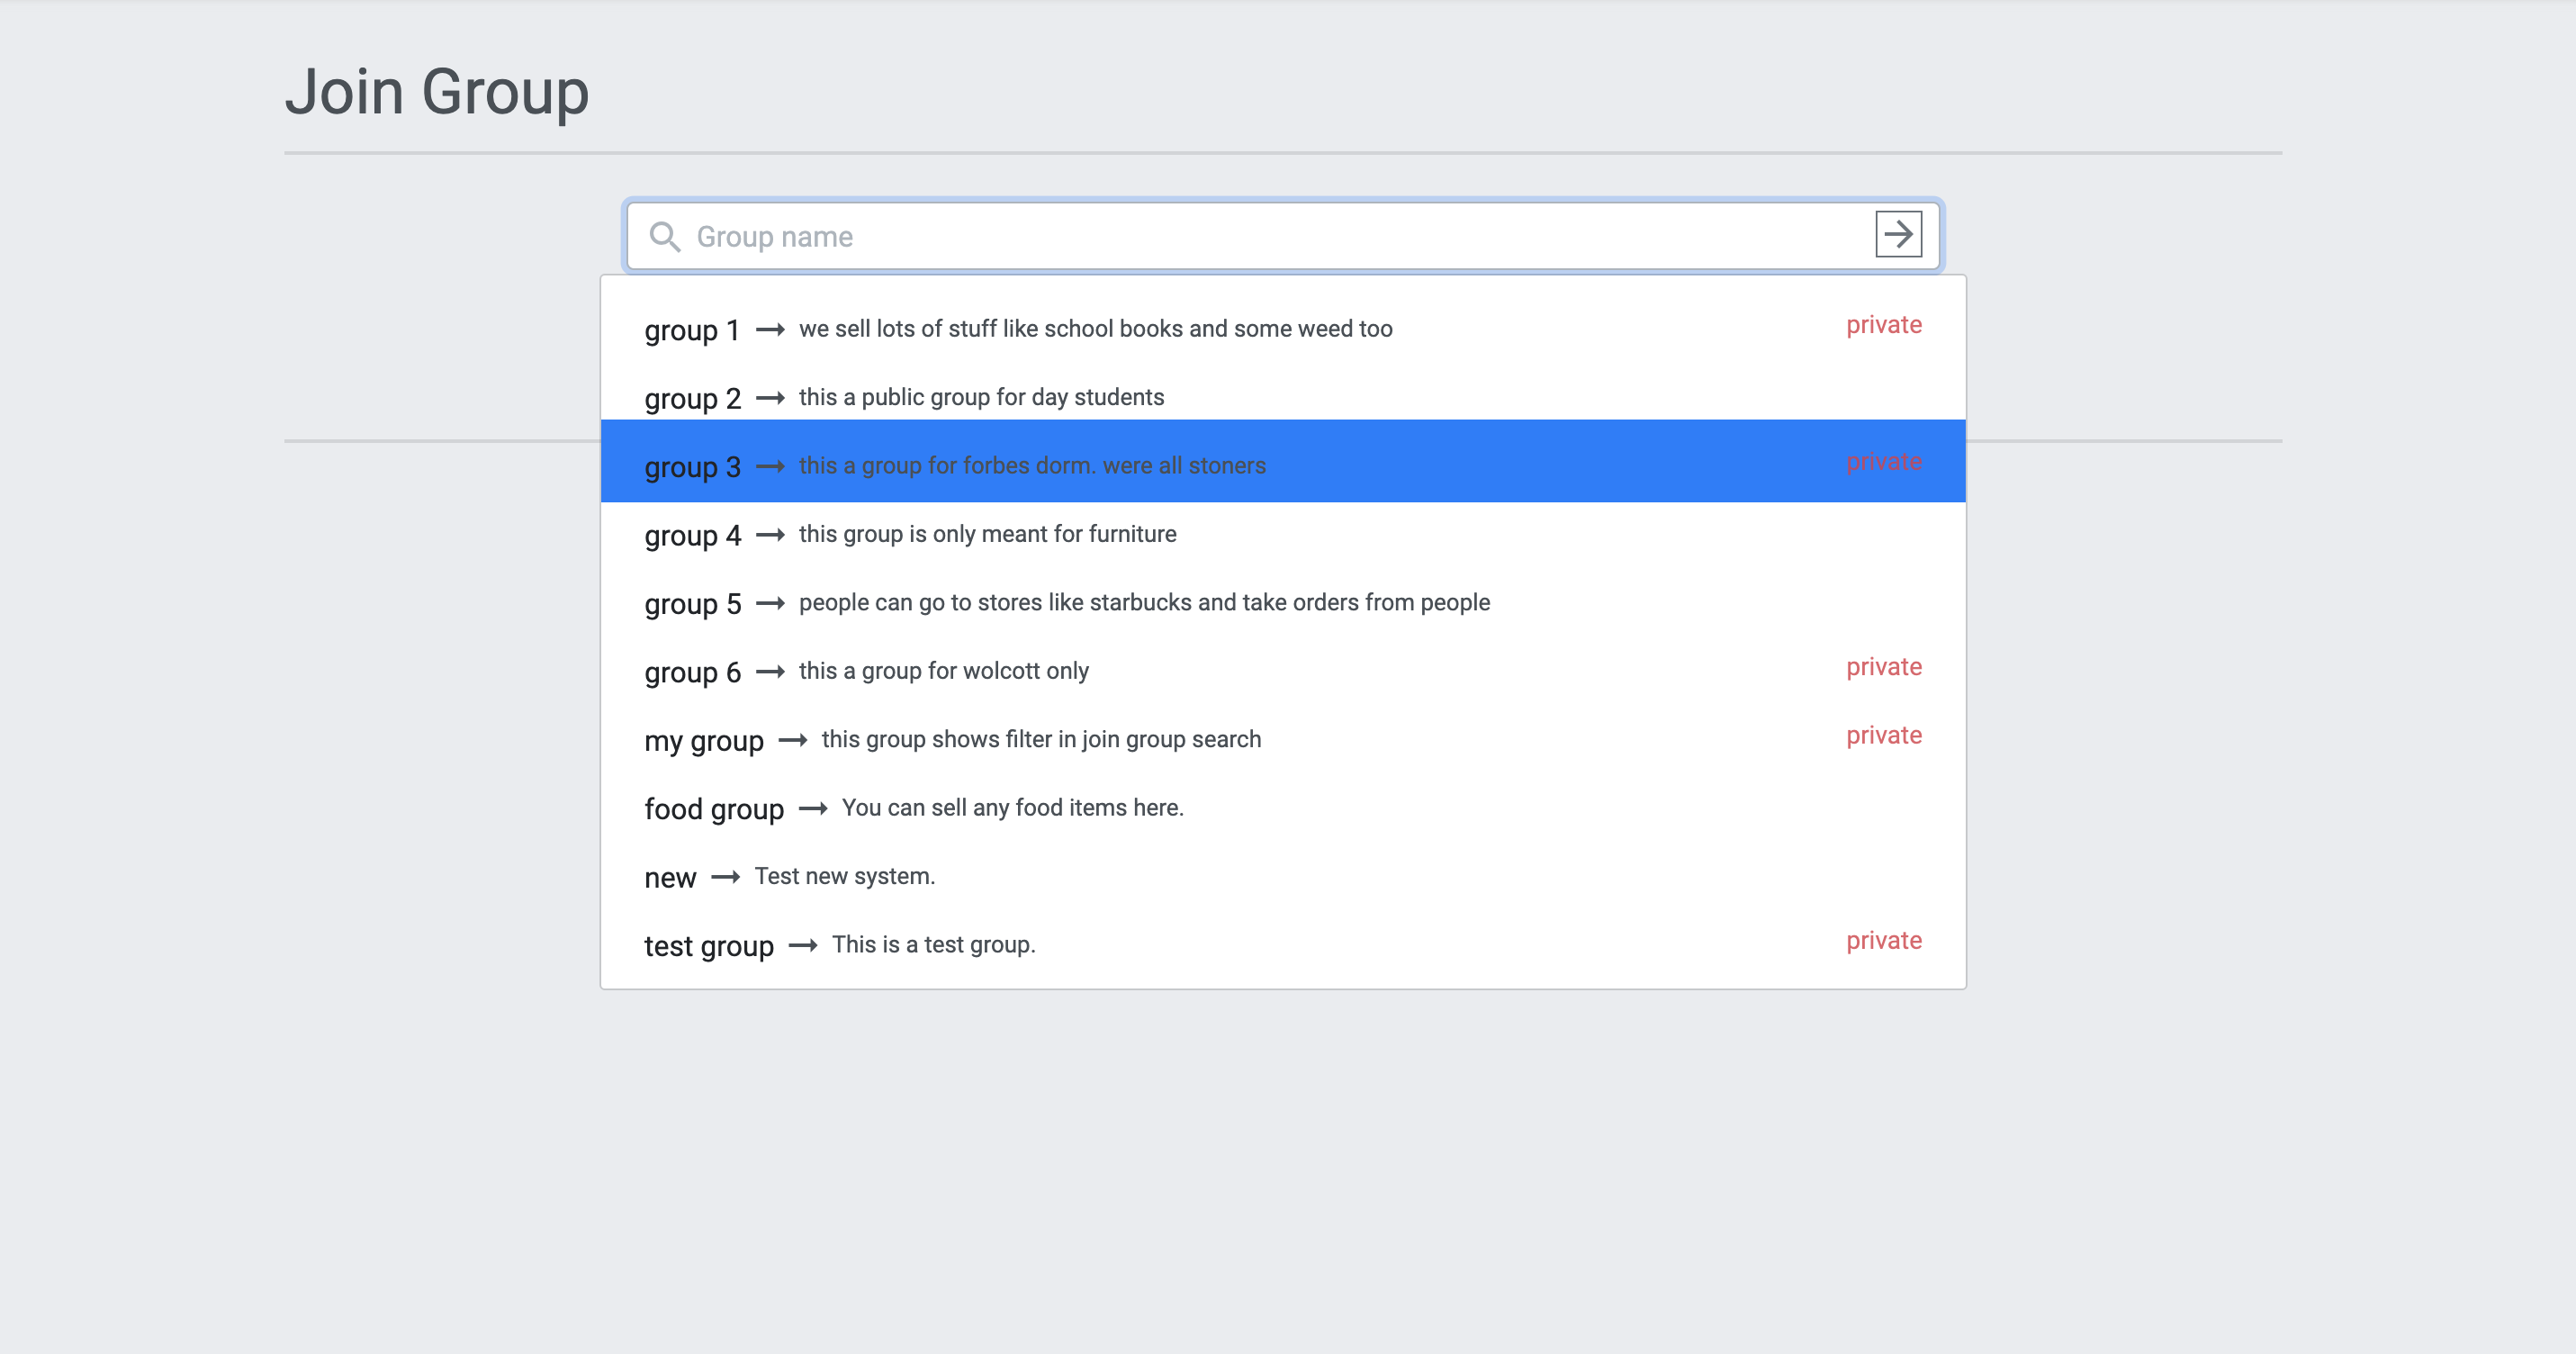 Join Group
Group name
group 1 → we sell lots of stuff like school books and some weed too private
group 2 → this a public group for day students
group 3 → this a group for forbes dorm. were all stoners private
group 4 → this group is only meant for furniture
group 5 → people can go to stores like starbucks and take orders from people
group 6 → this a group for wolcott only private
my group → this group shows filter in join group search private
food group → You can sell any food items here.
new → Test new system.
test group → This is a test group. private